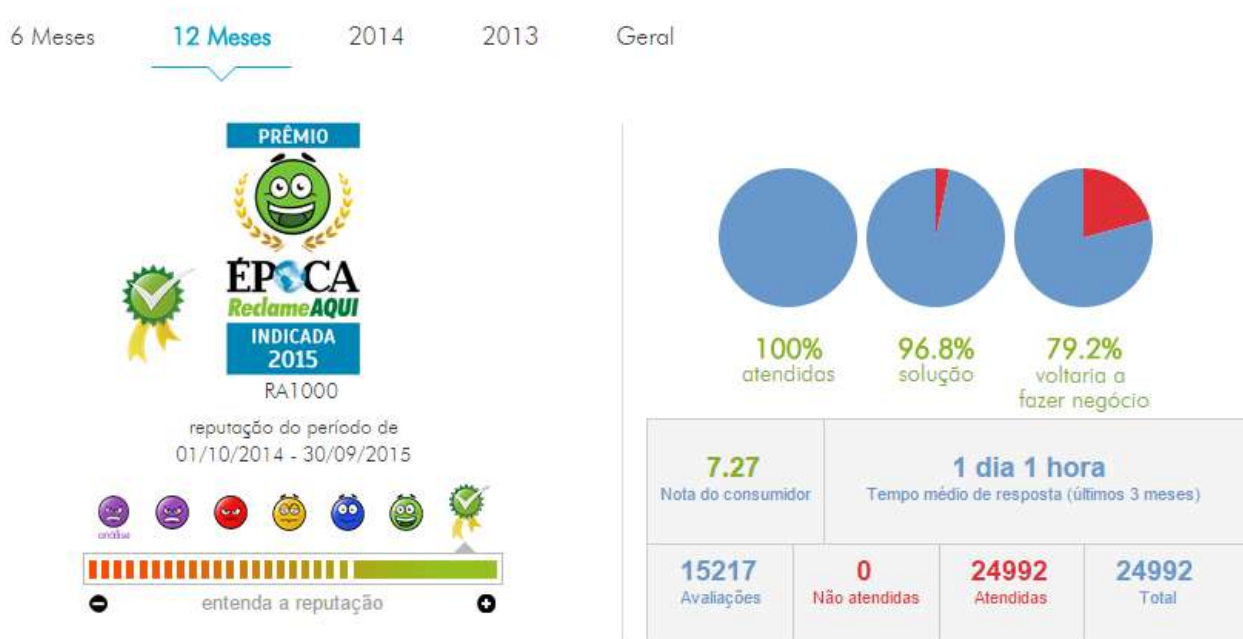 6 Meses
12 Meses
2014
2013
Geral
PRÊMIO
ÉPOCA
ReclameAQUI
INDICADA
2015
RA1000
reputação do período de
01/10/2014 - 30/09/2015
análise
entenda a reputação
100%
atendidas
96.8%
solução
79.2%
voltaria a
fazer negócio
7.27
Nota do consumidor
1 dia 1 hora
Tempo médio de resposta (últimos 3 meses)
15217
Avaliações
0
Não atendidas
24992
Atendidas
24992
Total